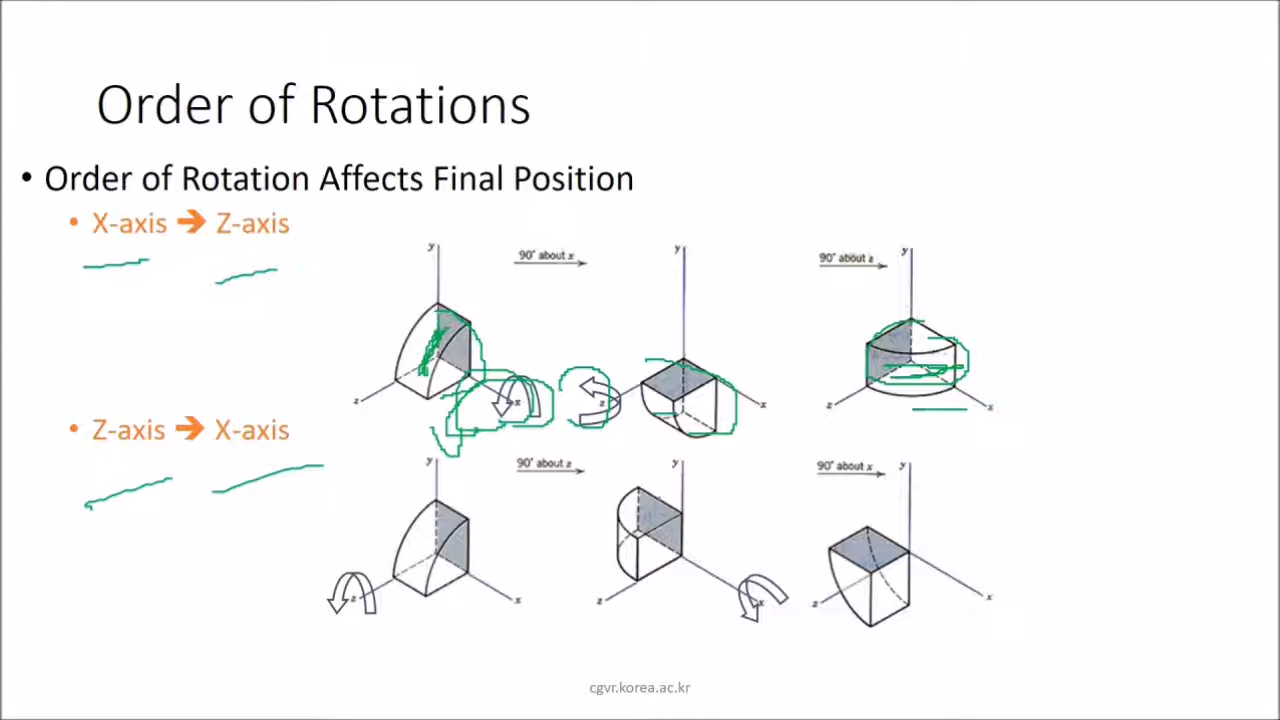 Order of Rotations
• Order of Rotation Affects Final Position
• X-axis ➔ Z-axis
y
90° about x
y
90° about z
y
z
x
z
x
z
x
• Z-axis ➔ X-axis
y
90° about z
y
90° about x
y
z
x
z
x
z
x
cgvr.korea.ac.kr